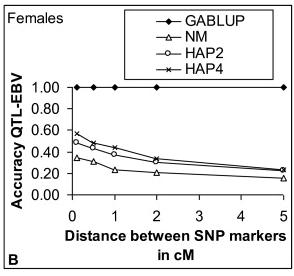 Females
GABLUP
NM
HAP2
HAP4
Accuracy QTL-EBV
1.00
0.80
0.60
0.40
0.20
0.00
0 1 2 3 4 5
Distance between SNP markers
in cM
B